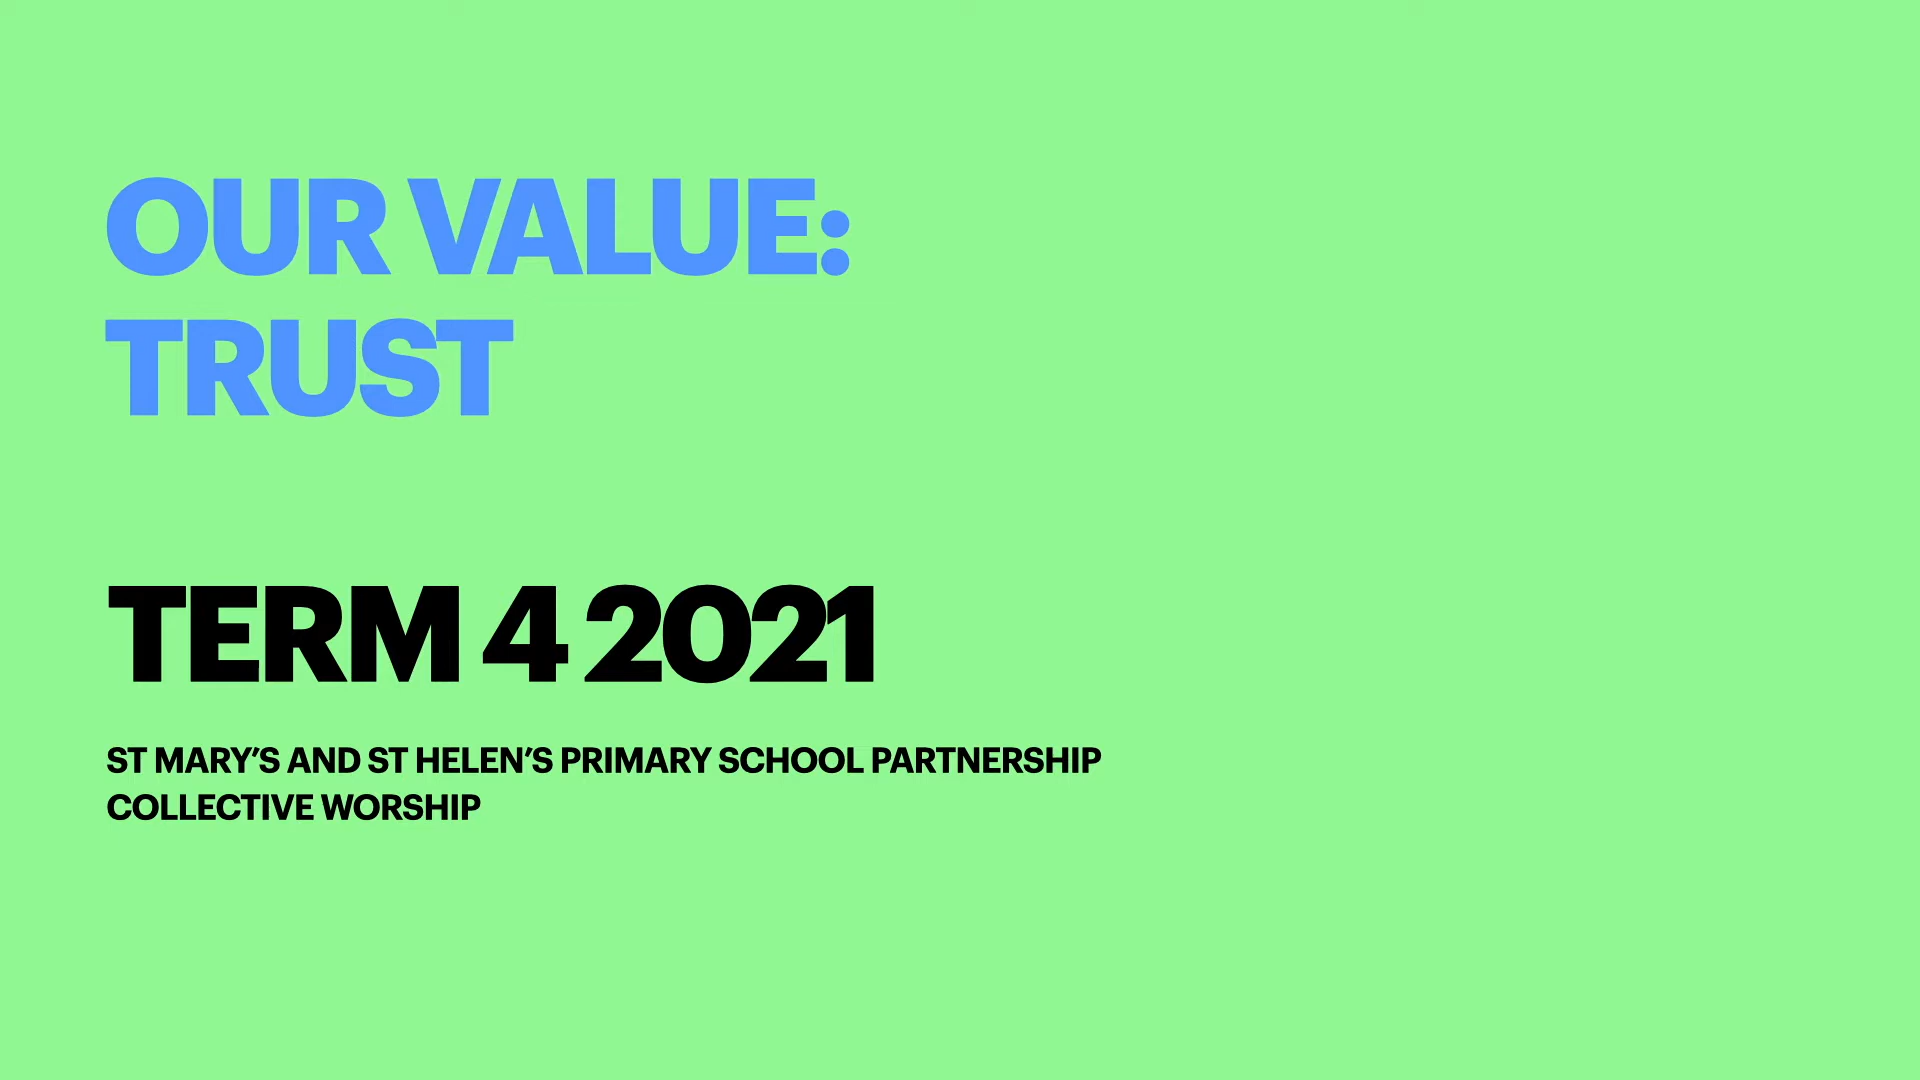 OUR VALUE:
TRUST
TERM 4 2021
ST MARY’S AND ST HELEN’S PRIMARY SCHOOL PARTNERSHIP
COLLECTIVE WORSHIP